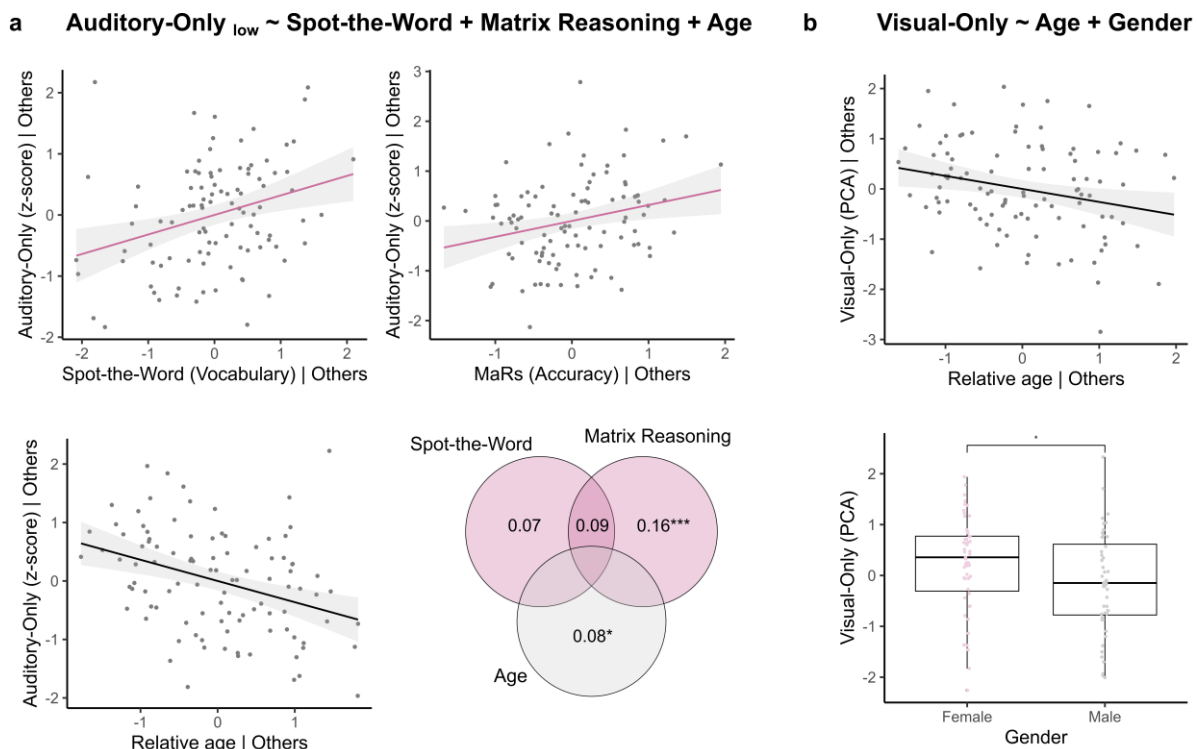 a Auditory-Only low ~ Spot-the-Word + Matrix Reasoning + Age
b Visual-Only ~ Age + Gender
Auditory-Only (z-score) | Others
2
1
0
-1
-2
-2 -1 0 1 2
Spot-the-Word (Vocabulary) | Others
Auditory-Only (z-score) | Others
3
2
1
0
-1
-2
-1 0 1 2
MaRs (Accuracy) | Others
Visual-Only (PCA) | Others
2
1
0
-1
-2
-3
-1 0 1 2
Relative age | Others
Auditory-Only (z-score) | Others
2
1
0
-1
-2
-1 0 1
Relative age | Others
Spot-the-Word
Matrix Reasoning
0.07 0.09 0.16***
0.08*
Age
Visual-Only (PCA)
2
1
0
-1
-2
*
Female Male
Gender